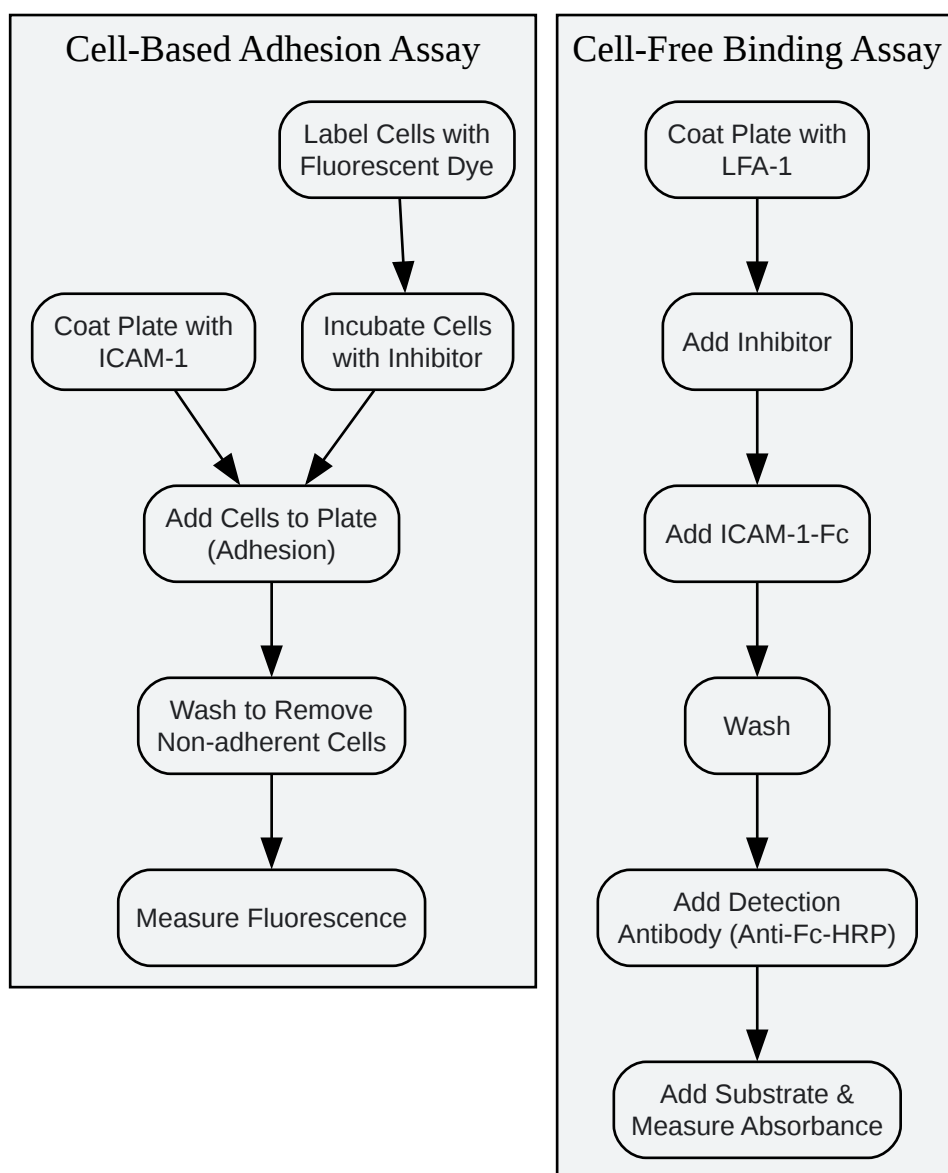 Cell-Based Adhesion Assay
Label Cells with
Fluorescent Dye
Coat Plate with
ICAM-1
Incubate Cells
with Inhibitor
Add Cells to Plate
(Adhesion)
Wash to Remove
Non-adherent Cells
Measure Fluorescence
Cell-Free Binding Assay
Coat Plate with
LFA-1
Add Inhibitor
Add ICAM-1-Fc
Wash
Add Detection
Antibody (Anti-Fc-HRP)
Add Substrate &
Measure Absorbance